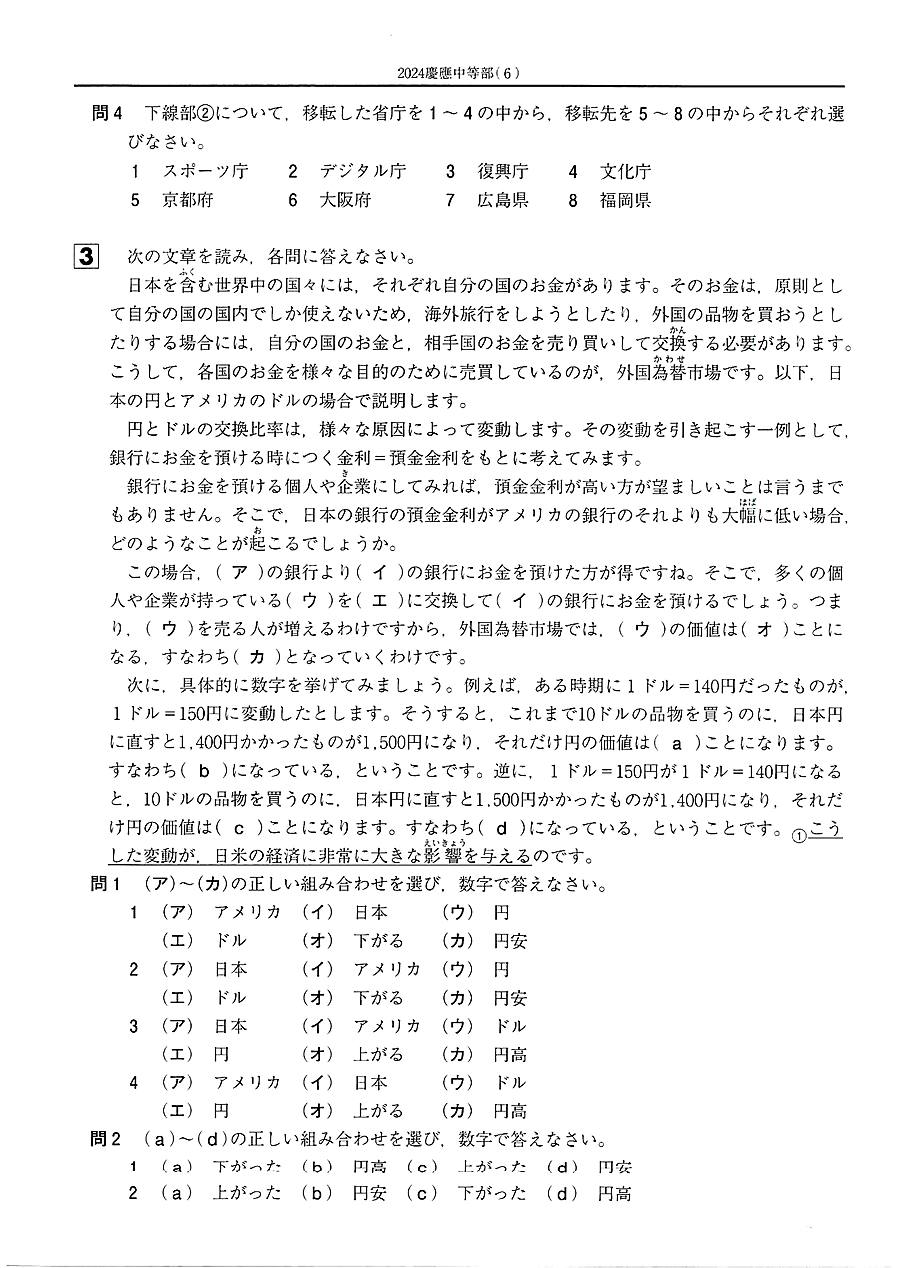 2024慶應中等部(6)
問4 下線部②について，移転した省庁を1～4の中から，移転先を5～8の中からそれぞれ選
びなさい。
1 スポーツ庁 2 デジタル庁 3 復興庁 4 文化庁
5 京都府 6 大阪府 7 広島県 8 福岡県
3 次の文章を読み，各問に答えなさい。
ふく
日本を含む世界中の国々には，それぞれ自分の国のお金があります。そのお金は，原則とし
て自分の国の国内でしか使えないため，海外旅行をしようとしたり，外国の品物を買おうとし
かん
たりする場合には，自分の国のお金と，相手国のお金を売り買いして交換する必要があります。
かわせ
こうして，各国のお金を様々な目的のために売買しているのが，外国為替市場です。以下，日
本の円とアメリカのドルの場合で説明します。
円とドルの交換比率は，様々な原因によって変動します。その変動を引き起こす一例として，
銀行にお金を預ける時につく金利＝預金金利をもとに考えてみます。
き
銀行にお金を預ける個人や企業にしてみれば，預金金利が高い方が望ましいことは言うまで
はば
もありません。そこで，日本の銀行の預金金利がアメリカの銀行のそれよりも大幅に低い場合，
お
どのようなことが起こるでしょうか。
この場合，( ア )の銀行より( イ )の銀行にお金を預けた方が得ですね。そこで，多くの個
人や企業が持っている( ウ )を( エ )に交換して( イ )の銀行にお金を預けるでしょう。つま
り，( ウ )を売る人が増えるわけですから，外国為替市場では，( ウ )の価値は( オ )ことに
なる，すなわち( カ )となっていくわけです。
次に，具体的に数字を挙げてみましょう。例えば，ある時期に1ドル＝140円だったものが，
1ドル＝150円に変動したとします。そうすると，これまで10ドルの品物を買うのに，日本円
に直すと1,400円かかったものが1,500円になり，それだけ円の価値は( a )ことになります。
すなわち( b )になっている，ということです。逆に，1ドル＝150円が1ドル＝140円になる
と，10ドルの品物を買うのに，日本円に直すと1,500円かかったものが1,400円になり，それだ
け円の価値は( c )ことになります。すなわち( d )になっている，ということです。①こう
えいきょう
した変動が，日米の経済に非常に大きな影響を与えるのです。
問1 (ア)～(カ)の正しい組み合わせを選び，数字で答えなさい。
1 (ア) アメリカ (イ) 日本 (ウ) 円
(エ) ドル (オ) 下がる (カ) 円安
2 (ア) 日本 (イ) アメリカ (ウ) 円
(エ) ドル (オ) 下がる (カ) 円安
3 (ア) 日本 (イ) アメリカ (ウ) ドル
(エ) 円 (オ) 上がる (カ) 円高
4 (ア) アメリカ (イ) 日本 (ウ) ドル
(エ) 円 (オ) 上がる (カ) 円高
問2 (a)～(d)の正しい組み合わせを選び，数字で答えなさい。
1 (a) 下がった (b) 円高 (c) 上がった (d) 円安
2 (a) 上がった (b) 円安 (c) 下がった (d) 円高